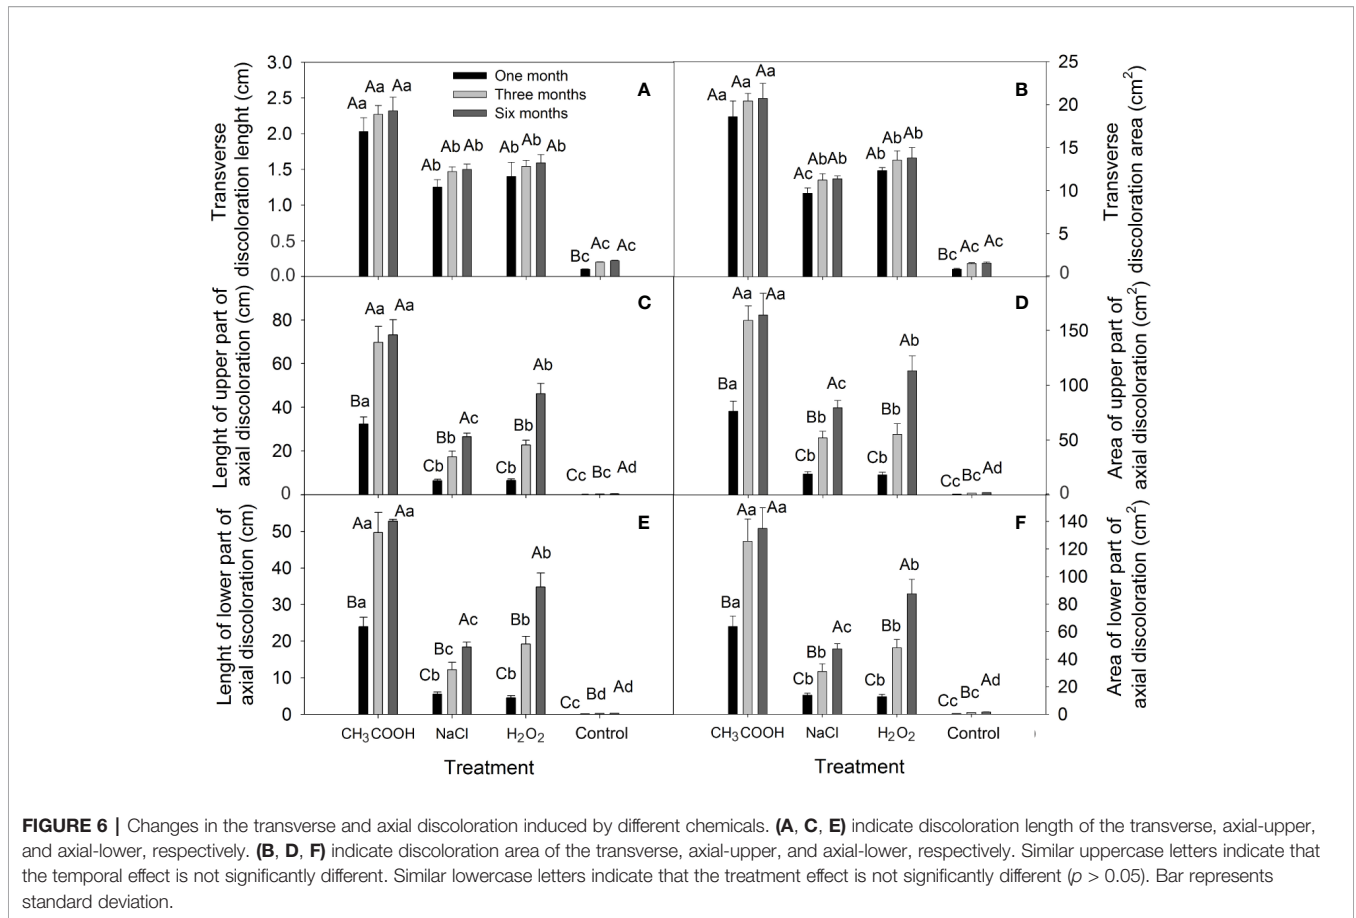 3.0
2.5
2.0
1.5
1.0
0.5
0.0
Transverse
discoloration lenght (cm)
One month
Three months
Six months
A
Aa Aa Aa
Ab Ab Ab
Ab Ab Ab
Bc Ac Ac
25
20
15
10
5
0
Transverse
discoloration area (cm²)
B
Aa Aa Aa
Ac Ab Ab
Ab Ab Ab
Bc Ac Ac
80
60
40
20
0
Lenght of upper part of
axial discoloration (cm)
C
Ba Aa Aa
Cb Bb Ac
Cb Bb Ab
Cc Bc Ad
150
100
50
0
Area of upper part of
axial discoloration (cm²)
D
Ba Aa Aa
Cb Bb Ac
Cb Bb Ab
Cc Bc Ad
50
40
30
20
10
0
Lenght of lower part of
axial discoloration (cm)
E
Ba Aa Aa
Cb Bc Ac
Cb Bb Ab
Cc Bd Ad
140
120
100
80
60
40
20
0
Area of lower part of
axial discoloration (cm²)
F
Ba Aa Aa
Cb Bb Ac
Cb Bb Ab
Cc Bc Ad
CH₃COOH NaCl H₂O₂ Control
Treatment
CH₃COOH NaCl H₂O₂ Control
Treatment
FIGURE 6 | Changes in the transverse and axial discoloration induced by different chemicals. (A, C, E) indicate discoloration length of the transverse, axial-upper,
and axial-lower, respectively. (B, D, F) indicate discoloration area of the transverse, axial-upper, and axial-lower, respectively. Similar uppercase letters indicate that
the temporal effect is not significantly different. Similar lowercase letters indicate that the treatment effect is not significantly different (p > 0.05). Bar represents
standard deviation.